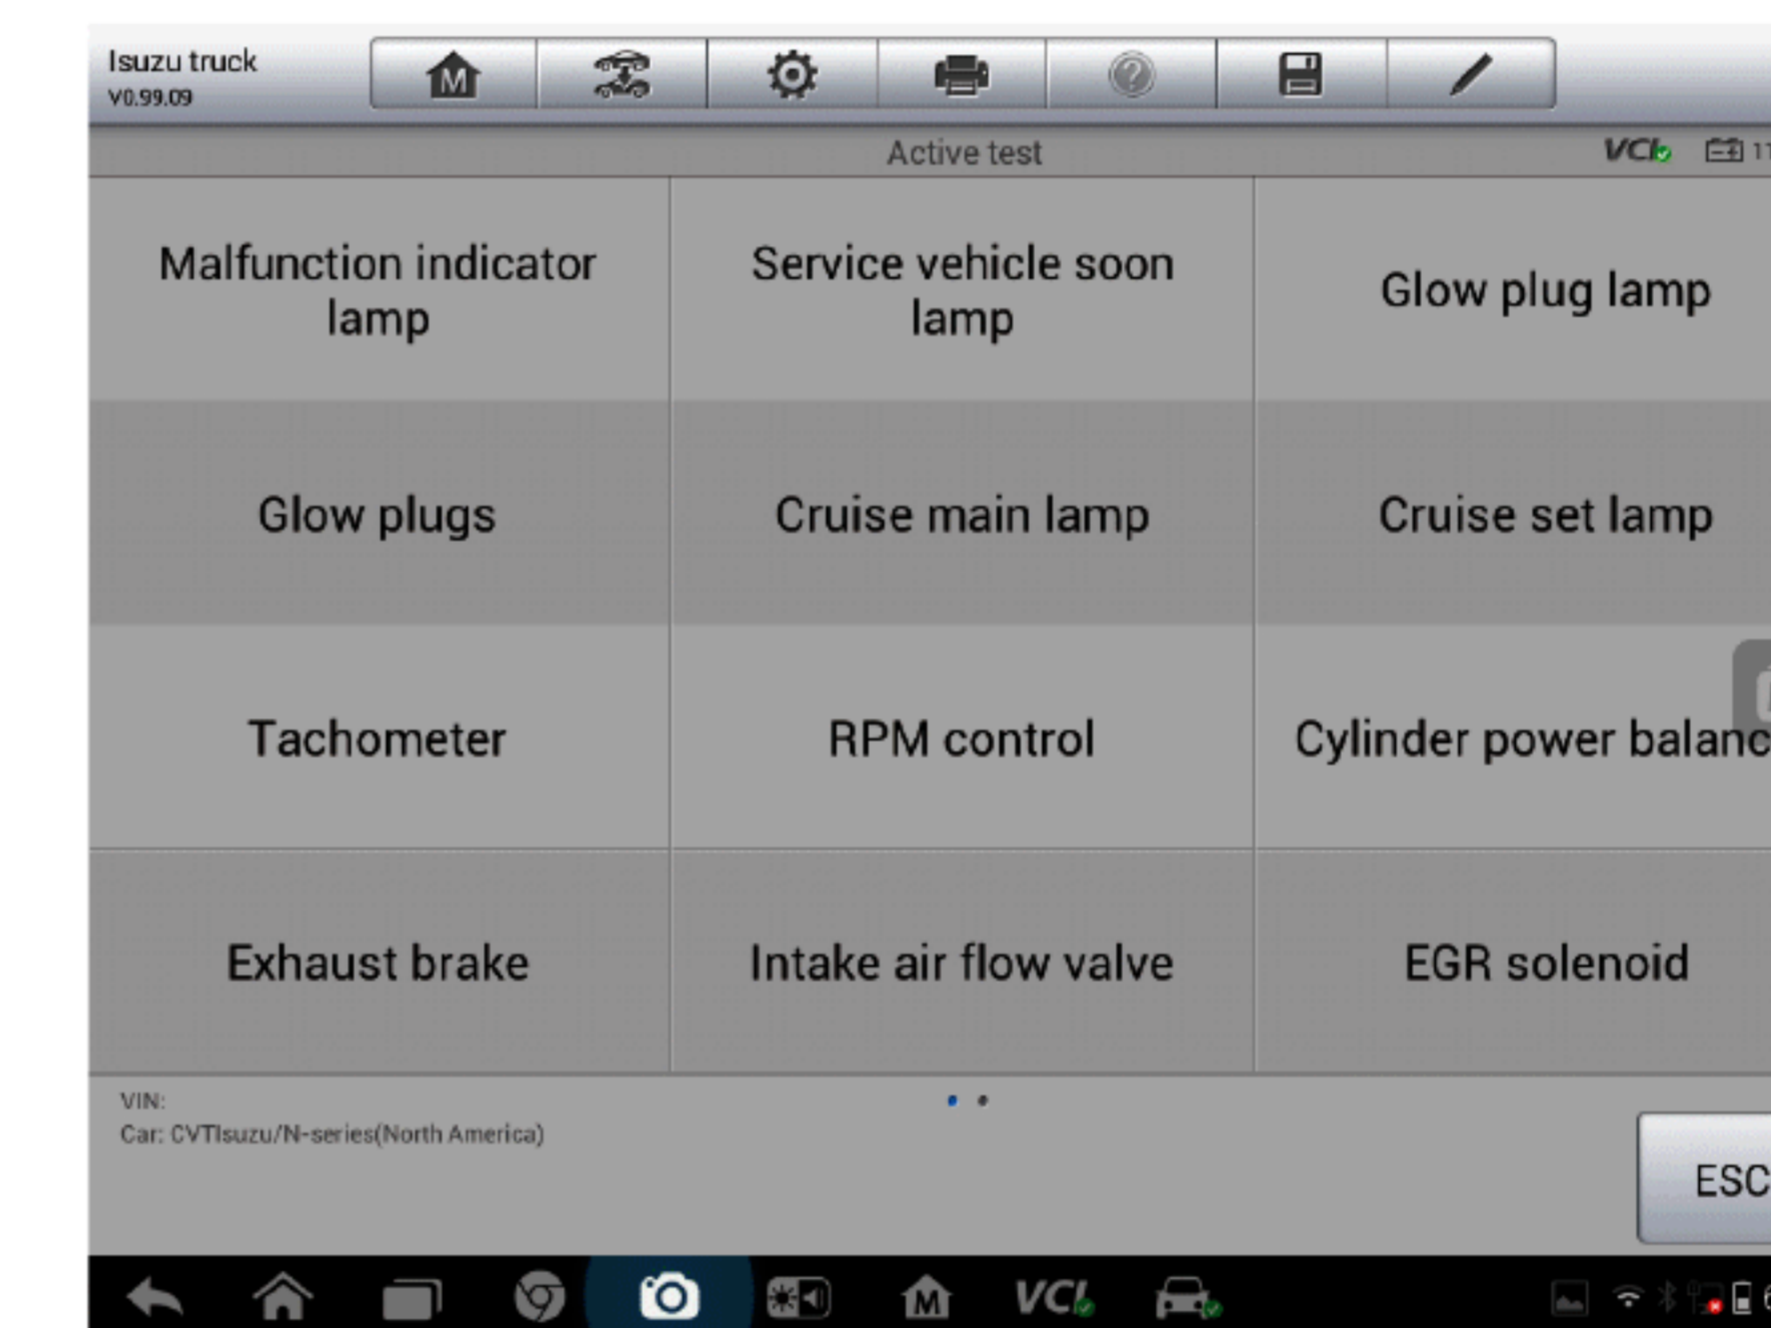 Isuzu truck
V0.99.09
M
?
Active test
VCI
11
Malfunction indicator
lamp
Service vehicle soon
lamp
Glow plug lamp
Glow plugs
Cruise main lamp
Cruise set lamp
Tachometer
RPM control
Cylinder power balanc
Exhaust brake
Intake air flow valve
EGR solenoid
VIN:
Car: CVTIsuzu/N-series(North America)
ESC
M
VCI